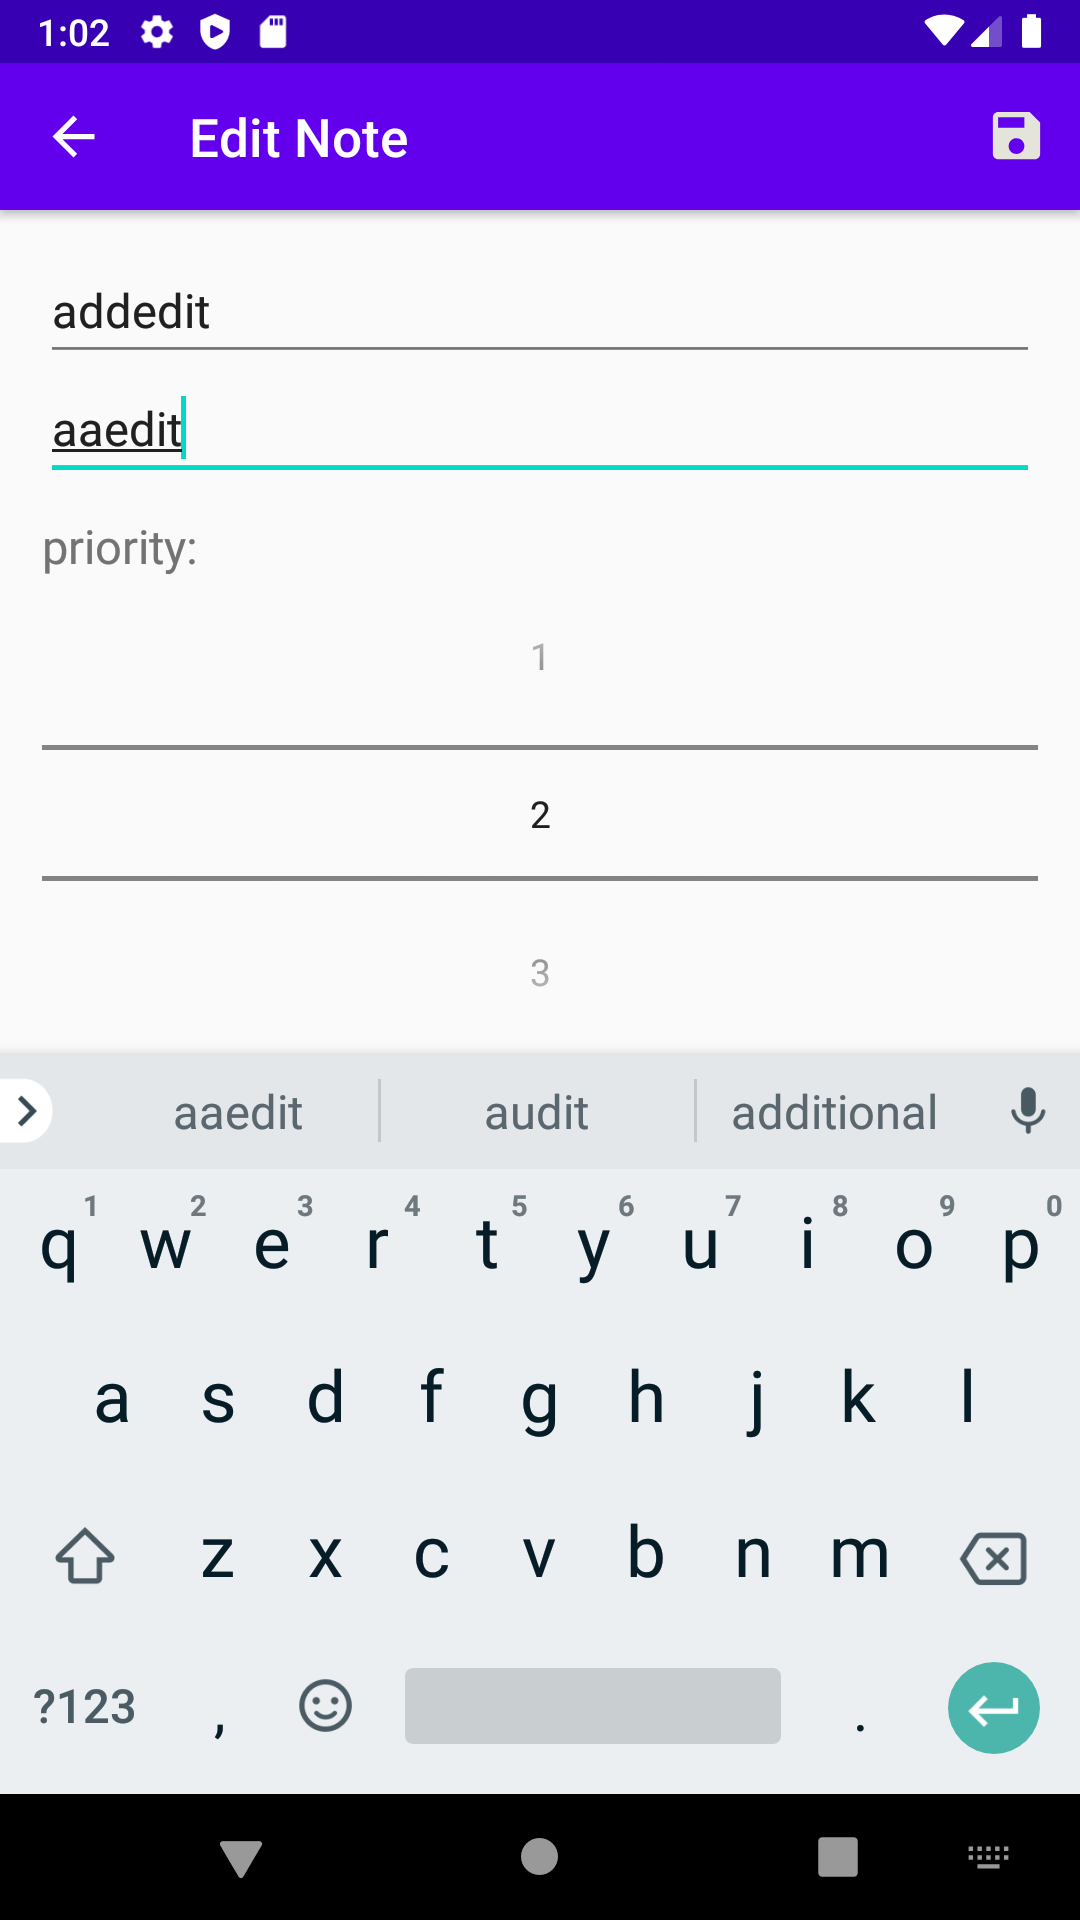 1:02
Edit Note
addedit
aaedit
priority:
1
2
3
aaedit audit additional
1 2 3 4 5 6 7 8 9 0
q w e r t y u i o p
a s d f g h j k l
z x c v b n m
?123 , .